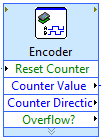 Encoder
Reset Counter
Counter Value
Counter Directic
Overflow?